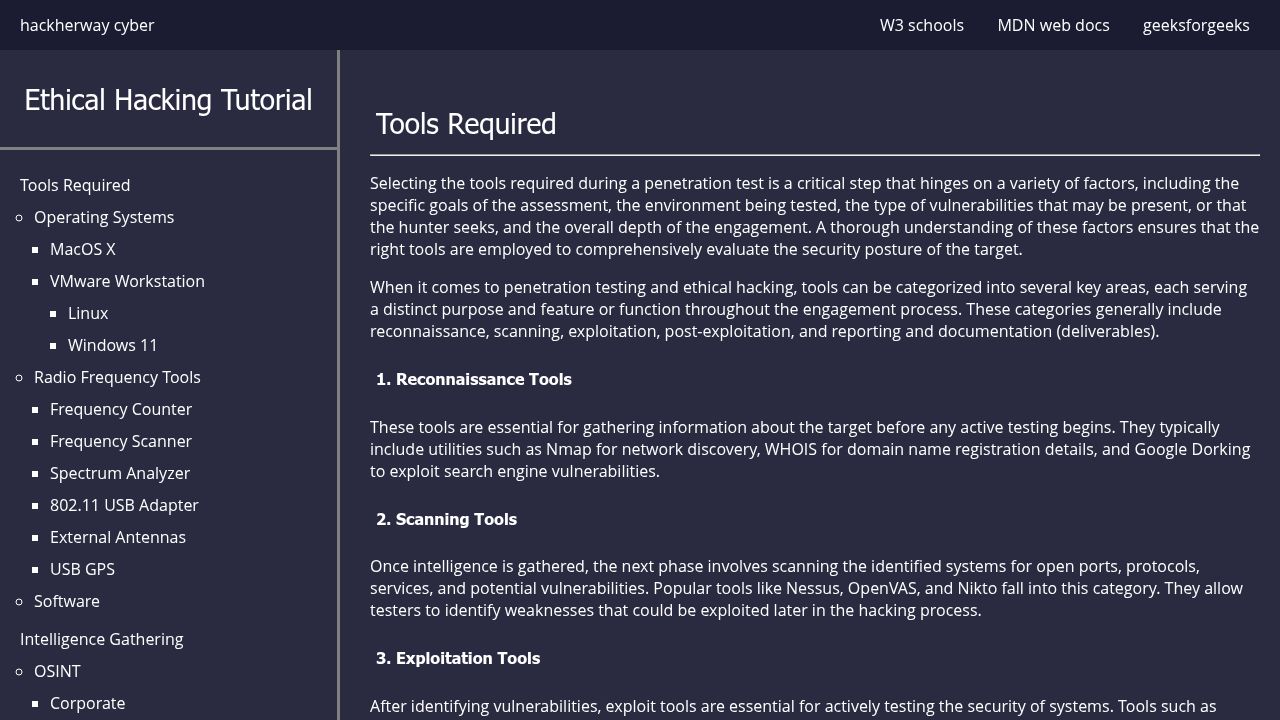 hackherway cyber
W3 schools
MDN web docs
geeksforgeeks
Ethical Hacking Tutorial
Tools Required
Operating Systems
MacOS X
VMware Workstation
Linux
Windows 11
Radio Frequency Tools
Frequency Counter
Frequency Scanner
Spectrum Analyzer
802.11 USB Adapter
External Antennas
USB GPS
Software
Intelligence Gathering
OSINT
Corporate
Tools Required
Selecting the tools required during a penetration test is a critical step that hinges on a variety of factors, including the
specific goals of the assessment, the environment being tested, the type of vulnerabilities that may be present, or that
the hunter seeks, and the overall depth of the engagement. A thorough understanding of these factors ensures that the
right tools are employed to comprehensively evaluate the security posture of the target.
When it comes to penetration testing and ethical hacking, tools can be categorized into several key areas, each serving
a distinct purpose and feature or function throughout the engagement process. These categories generally include
reconnaissance, scanning, exploitation, post-exploitation, and reporting and documentation (deliverables).
1. Reconnaissance Tools
These tools are essential for gathering information about the target before any active testing begins. They typically
include utilities such as Nmap for network discovery, WHOIS for domain name registration details, and Google Dorking
to exploit search engine vulnerabilities.
2. Scanning Tools
Once intelligence is gathered, the next phase involves scanning the identified systems for open ports, protocols,
services, and potential vulnerabilities. Popular tools like Nessus, OpenVAS, and Nikto fall into this category. They allow
testers to identify weaknesses that could be exploited later in the hacking process.
3. Exploitation Tools
After identifying vulnerabilities, exploit tools are essential for actively testing the security of systems. Tools such as